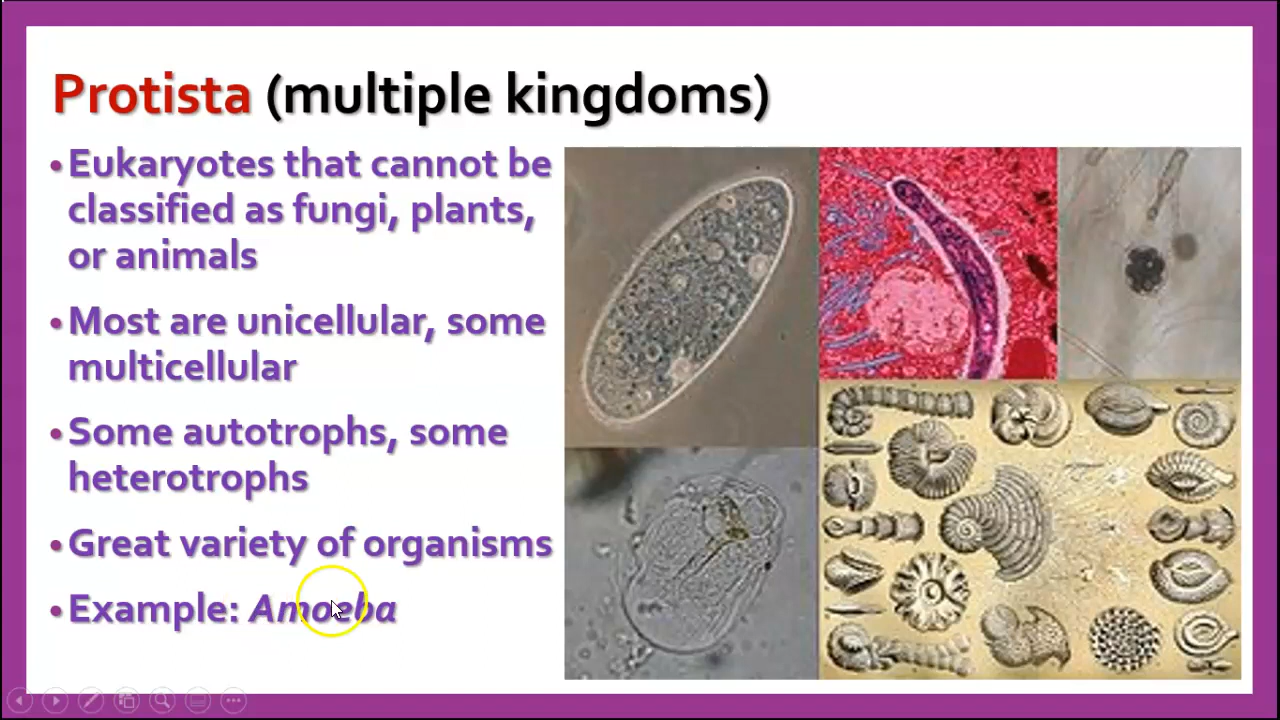 Protista (multiple kingdoms)
•Eukaryotes that cannot be
classified as fungi, plants,
or animals
•Most are unicellular, some
multicellular
•Some autotrophs, some
heterotrophs
•Great variety of organisms
•Example: Amoeba